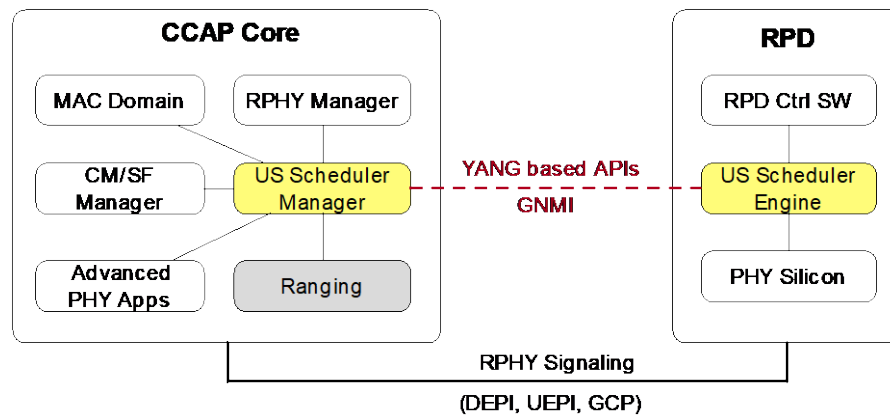 CCAP Core
RPD
MAC Domain
RPHY Manager
RPD Ctrl SW
CM/SF
Manager
US Scheduler
Manager
YANG based APIs
GNMI
US Scheduler
Engine
Advanced
PHY Apps
Ranging
PHY Silicon
RPHY Signaling
(DEPI, UEPI, GCP)